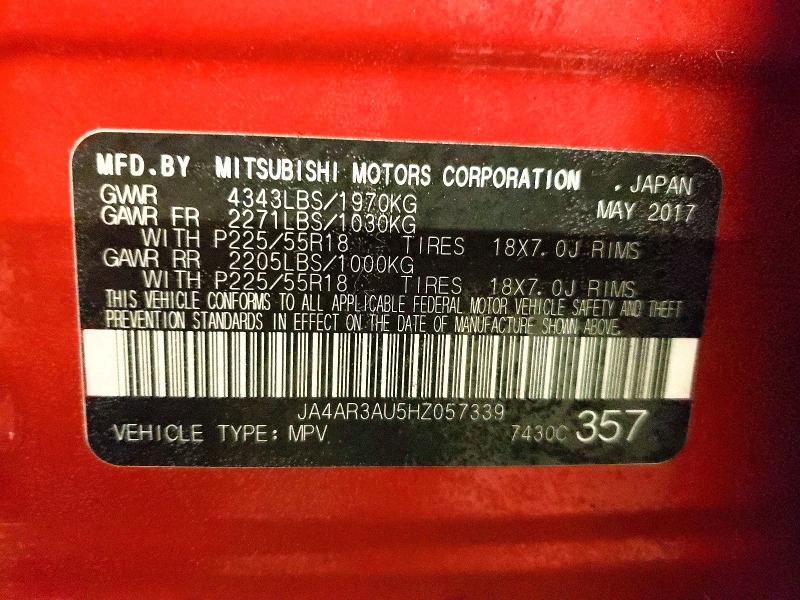 MFD.BY MITSUBISHI MOTORS CORPORATION . JAPAN
GVWR 4343LBS/1970KG MAY 2017
GAWR FR 2271LBS/1030KG
WITH P225/55R18 TIRES 18X7.0J RIMS
GAWR RR 2205LBS/1000KG
WITH P225/55R18 TIRES 18X7.0J RIMS
THIS VEHICLE CONFORMS TO ALL APPLICABLE FEDERAL MOTOR VEHICLE SAFETY AND THEFT
PREVENTION STANDARDS IN EFFECT ON THE DATE OF MANUFACTURE SHOWN ABOVE.
JA4AR3AU5HZ057339
VEHICLE TYPE: MPV 7430C 357